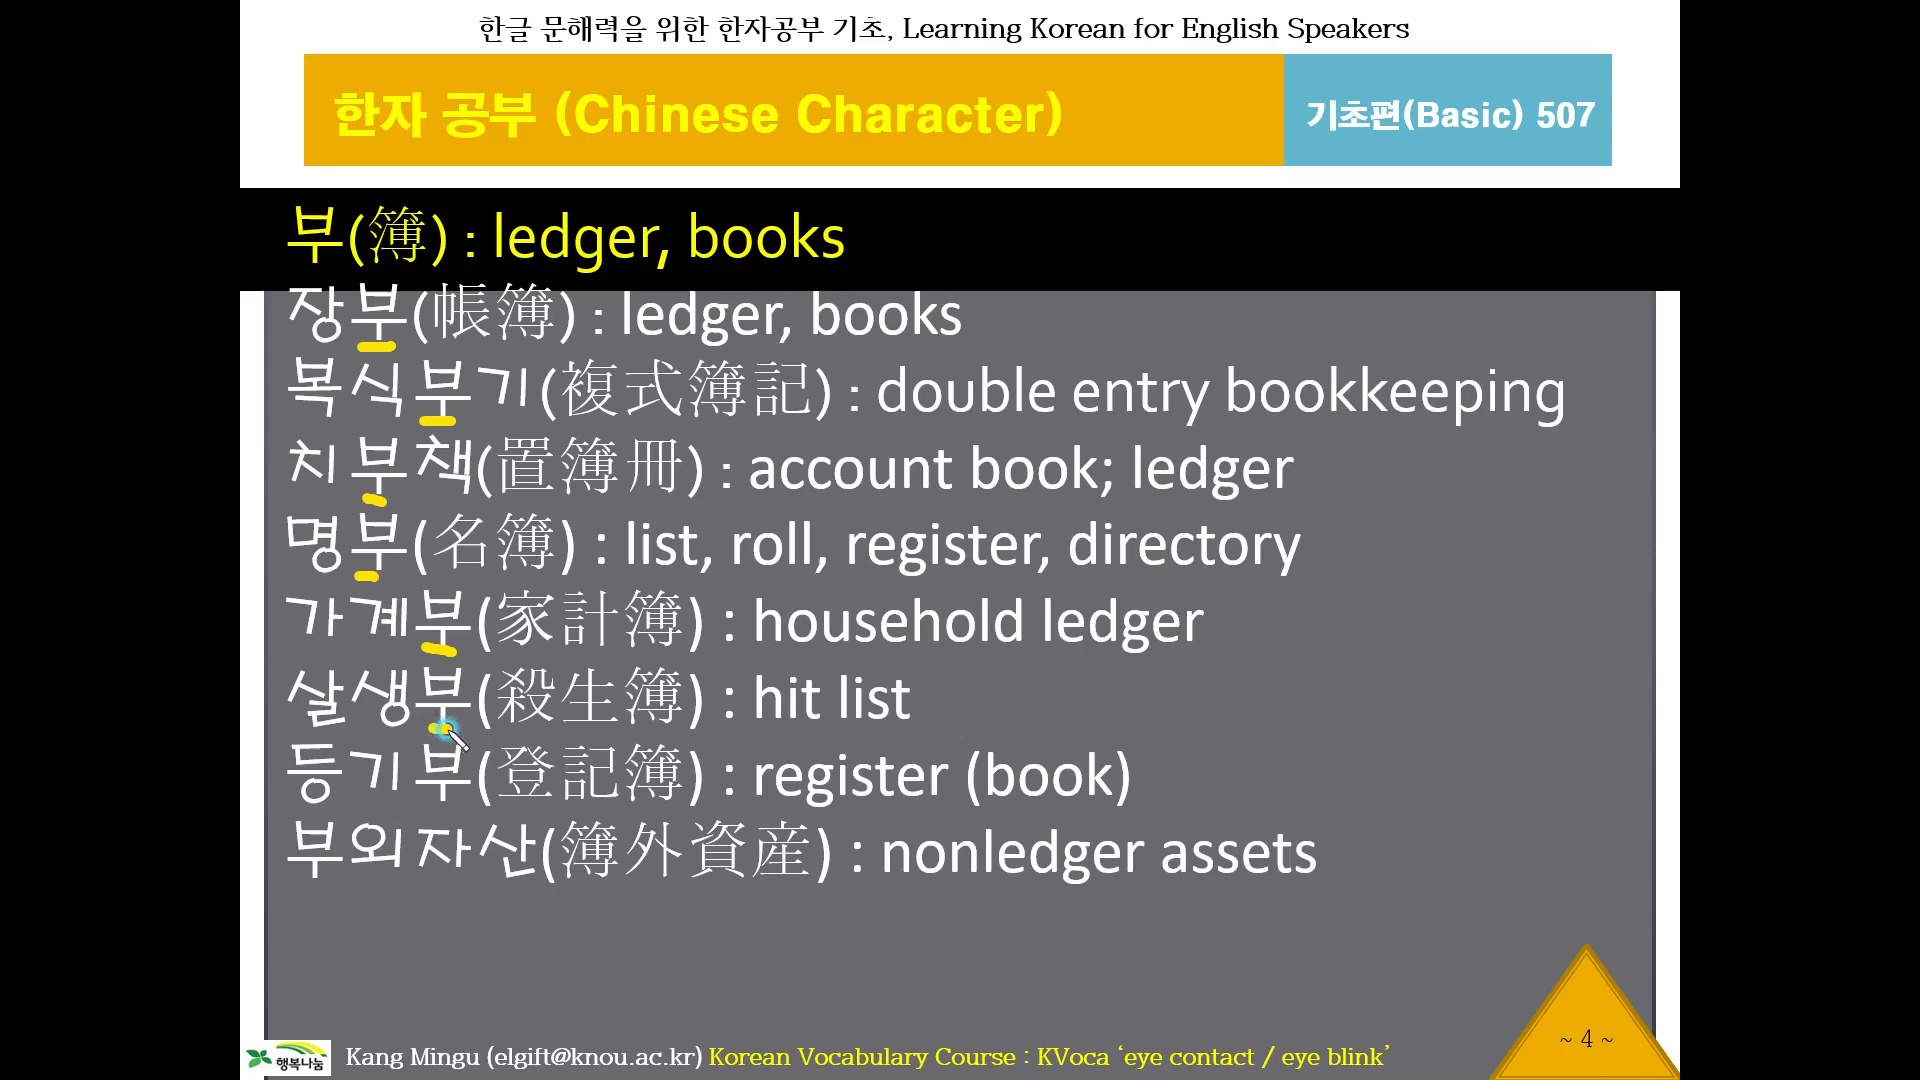 한글 문해력을 위한 한자공부 기초, Learning Korean for English Speakers
한자 공부 (Chinese Character)
기초편(Basic) 507
부(簿) : ledger, books
장부(帳簿) : ledger, books
복식부기(複式簿記) : double entry bookkeeping
치부책(置簿冊) : account book; ledger
명부(名簿) : list, roll, register, directory
가계부(家計簿) : household ledger
살생부(殺生簿) : hit list
등기부(登記簿) : register (book)
부외자산(簿外資産) : nonledger assets
~ 4 ~
행복나눔
Kang Mingu (elgift@knou.ac.kr) Korean Vocabulary Course : KVoca ‘eye contact / eye blink’